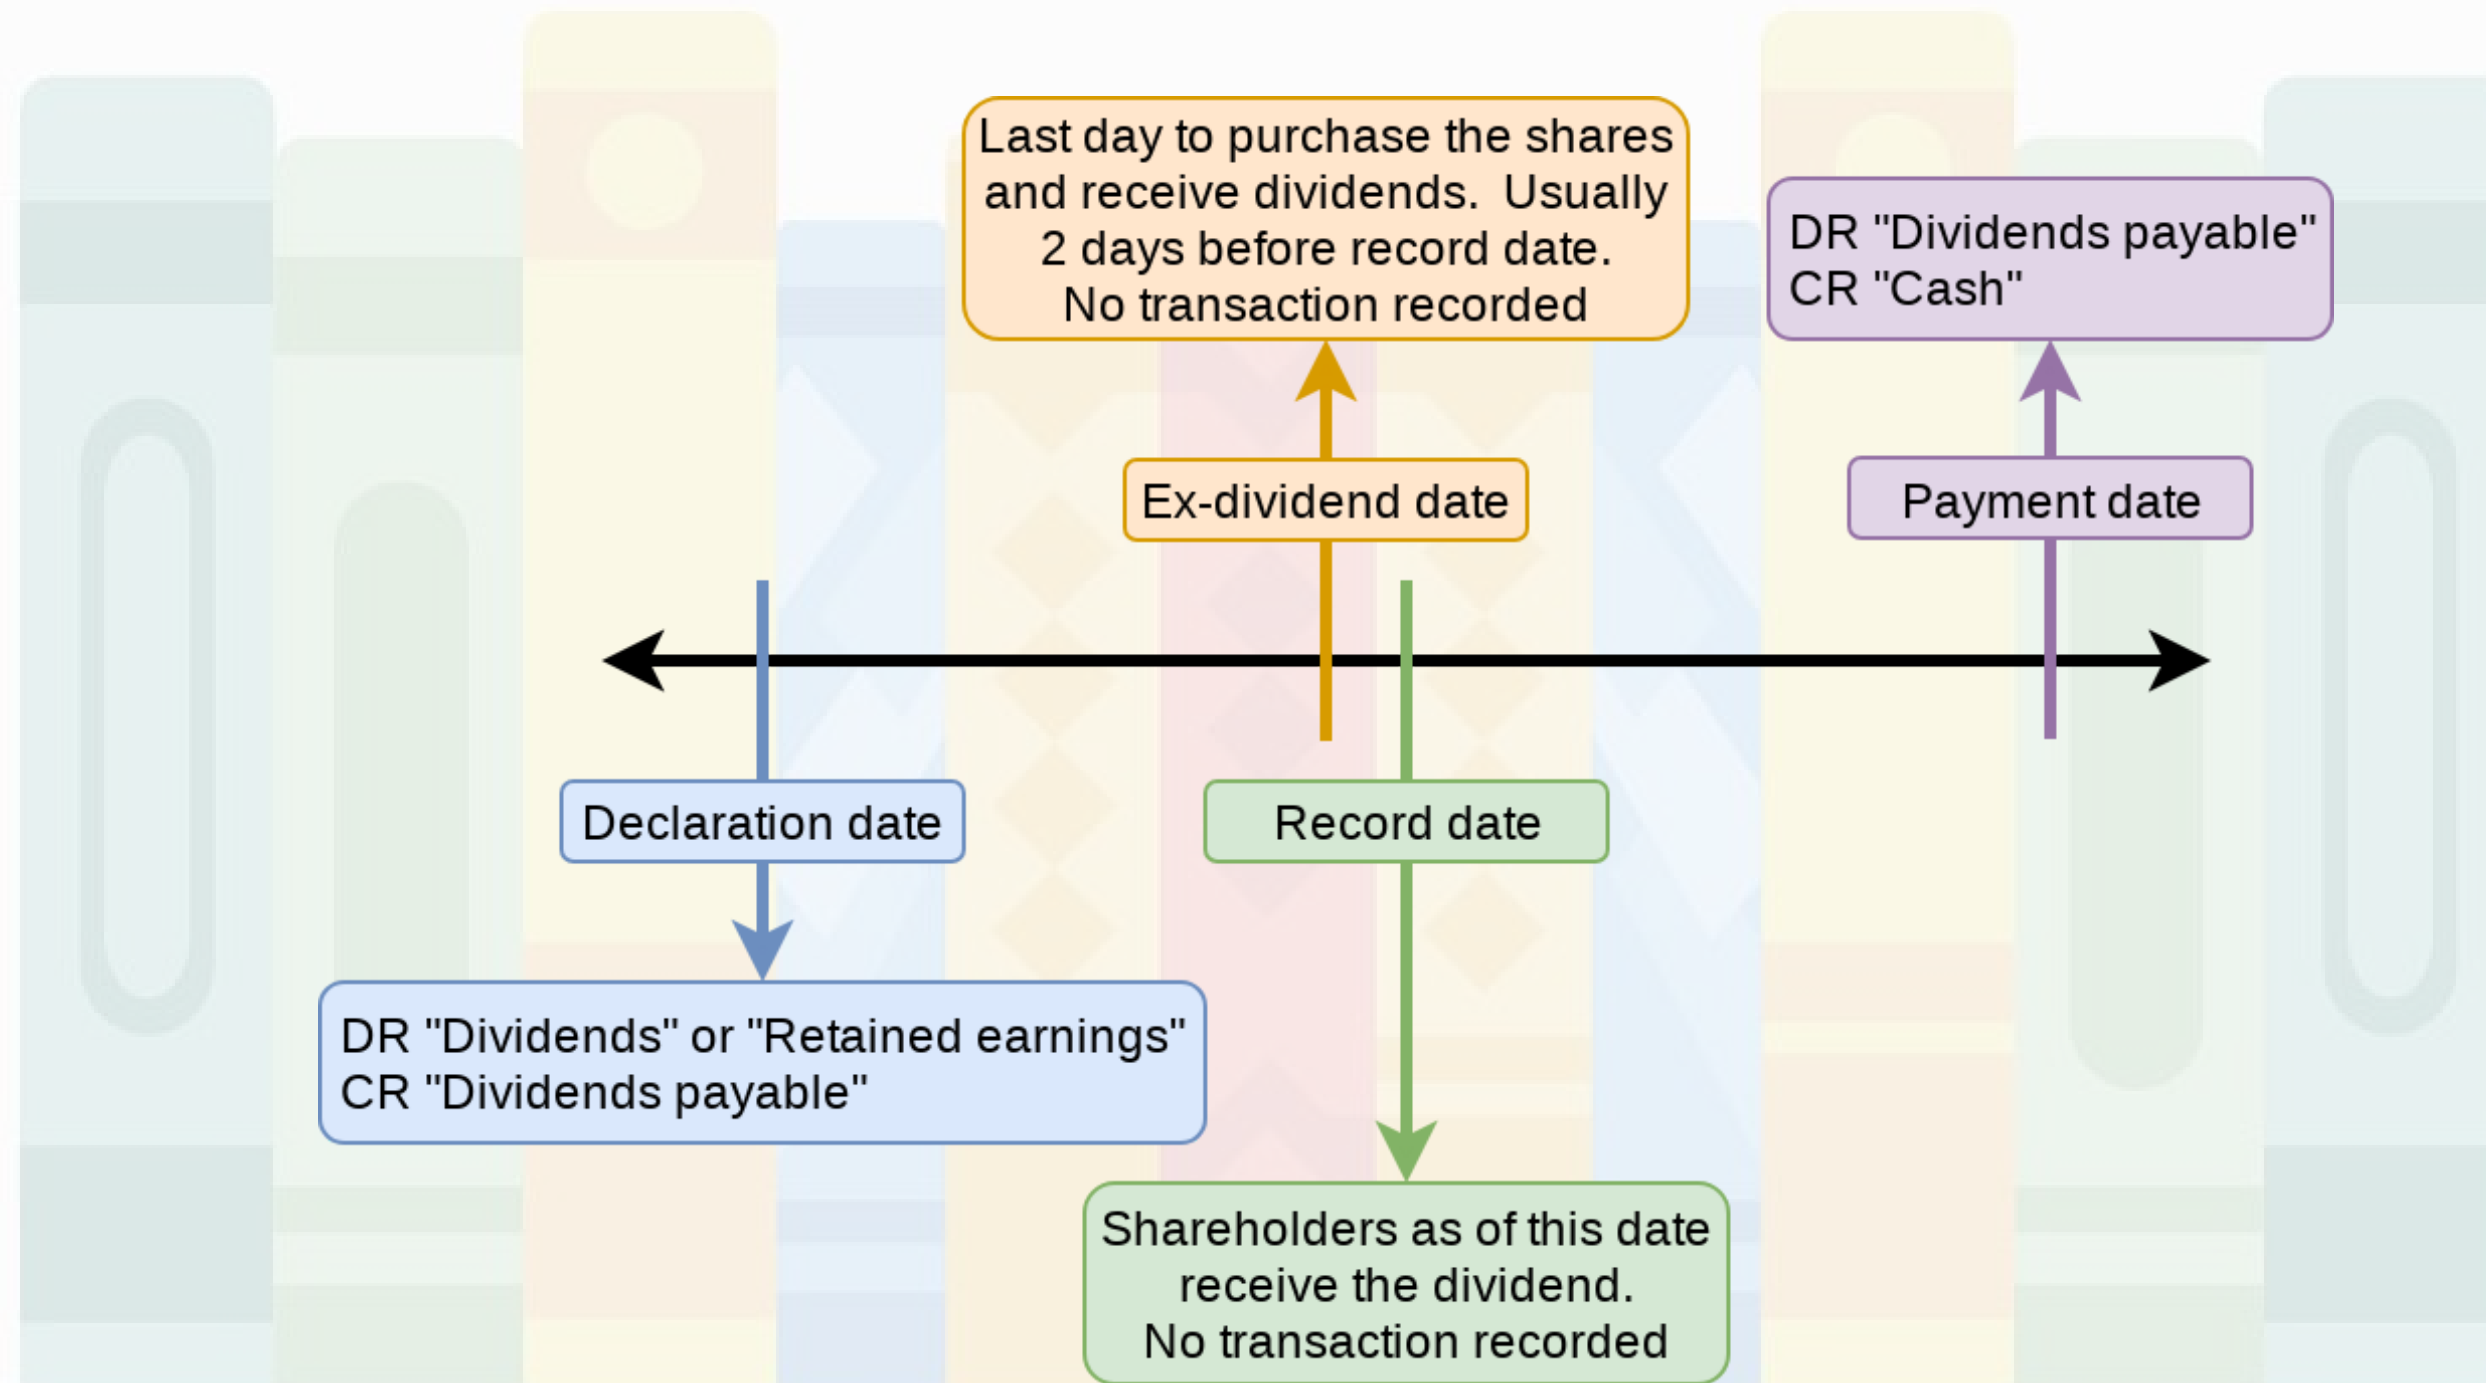 Last day to purchase the shares
and receive dividends.  Usually
2 days before record date.
No transaction recorded
DR "Dividends payable"
CR "Cash"
Ex-dividend date
Payment date
Declaration date
Record date
DR "Dividends" or "Retained earnings"
CR "Dividends payable"
Shareholders as of this date
receive the dividend.
No transaction recorded